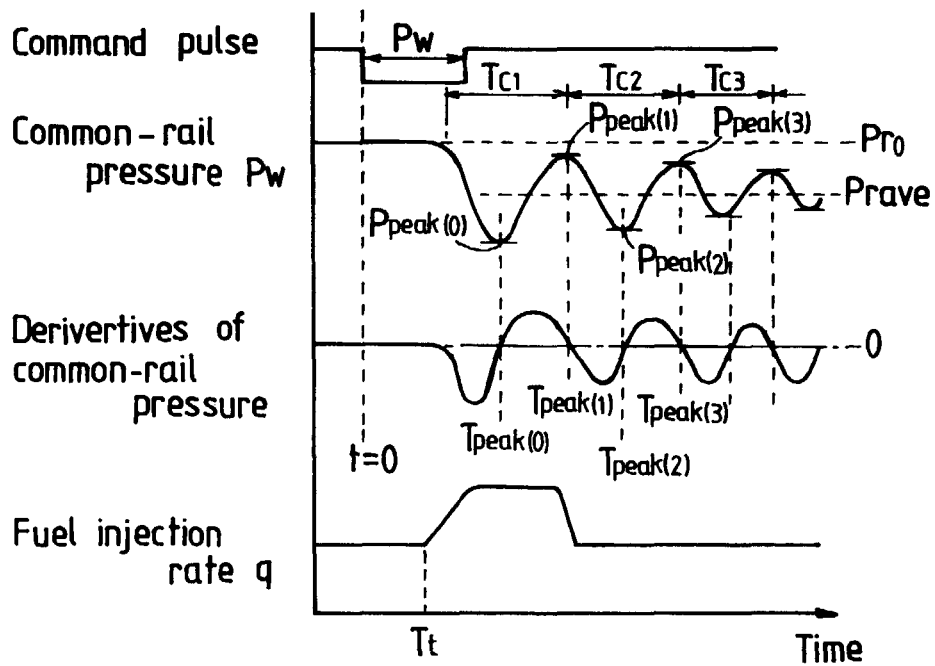 Command pulse
Pw
Tc1
Tc2
Tc3
Common-rail
pressure Pw
Ppeak(1)
Ppeak(3)
Pr0
Prave
Ppeak(0)
Ppeak(2)
Derivertives of
common-rail
pressure
0
Tpeak(1)
Tpeak(3)
Tpeak(0)
t=0
Tpeak(2)
Fuel injection
rate q
Tt
Time